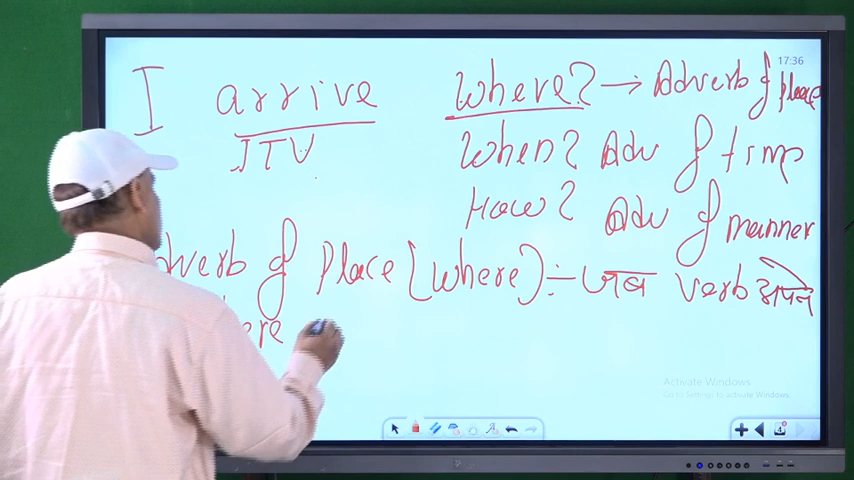 I arrive where? → Adverb of place
ITV When? Adv of time
How? Adv of manner
dverb of Place (where) :- जब verb अपने
ere
17:36
Activate Windows
Go to Settings to activate Windows.
4